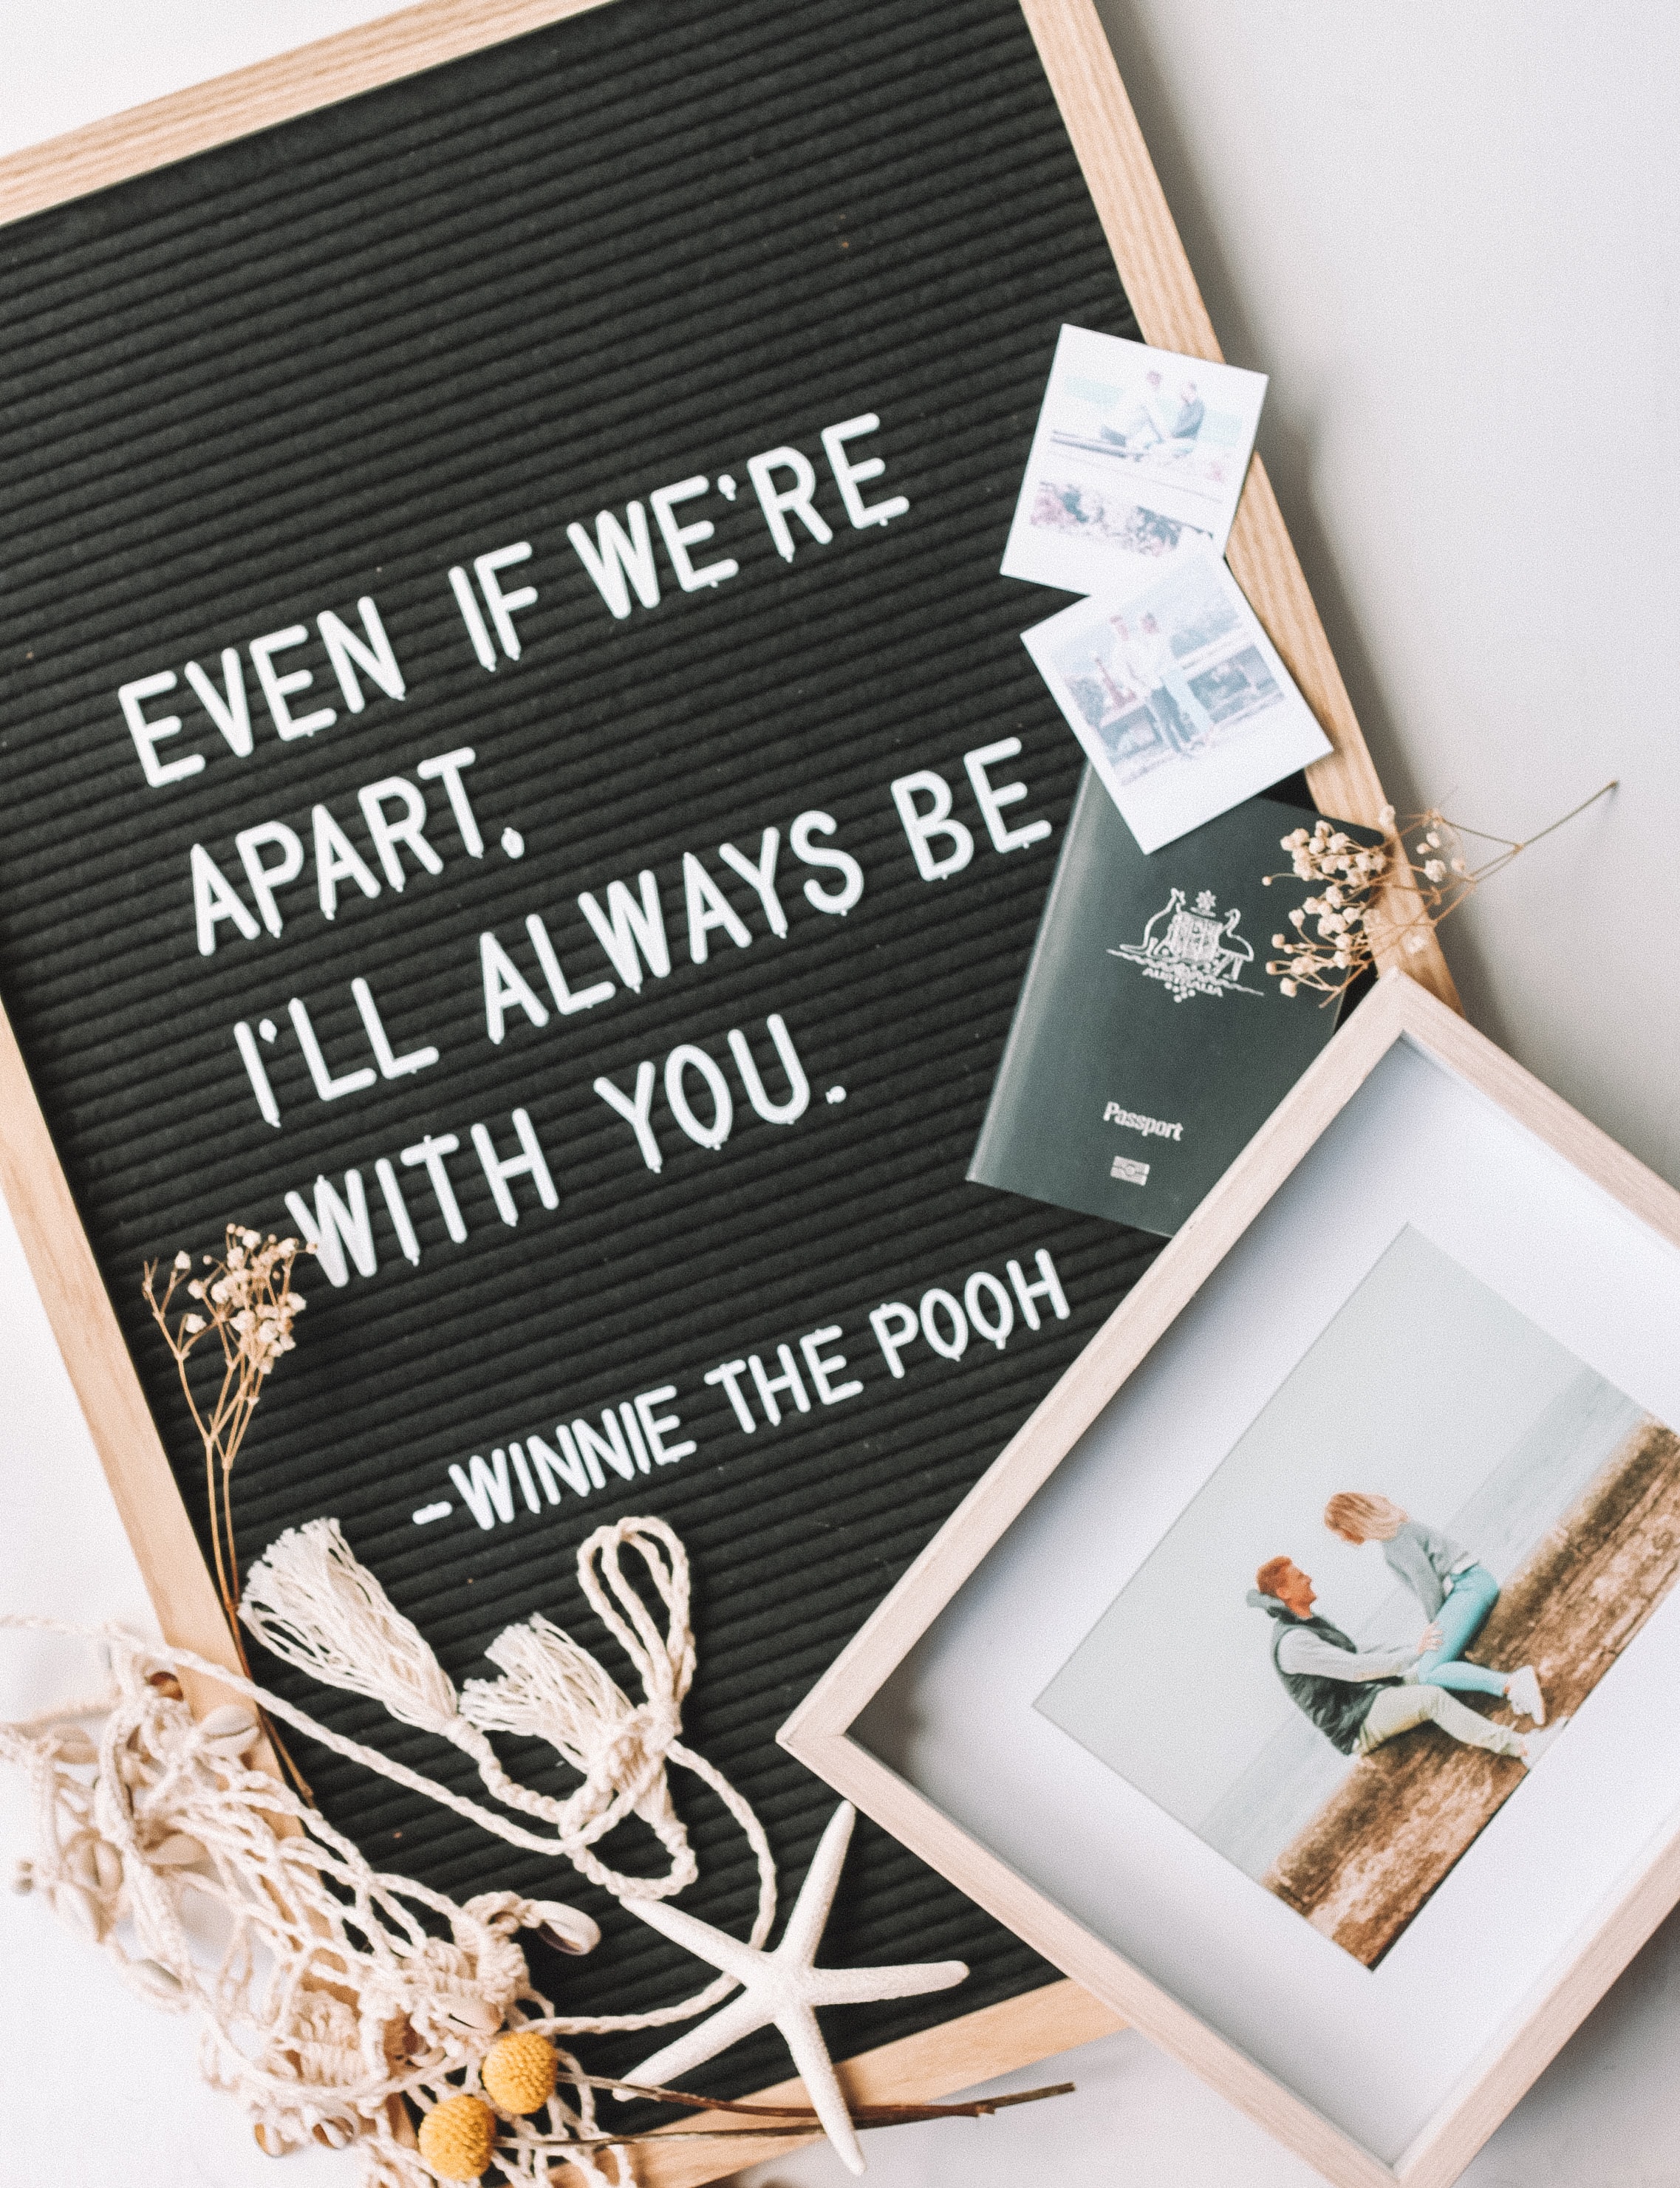 EVEN IF WE'RE
APART,
I'LL ALWAYS BE
WITH YOU.
-WINNIE THE POOH
AUSTRALIA
Passport